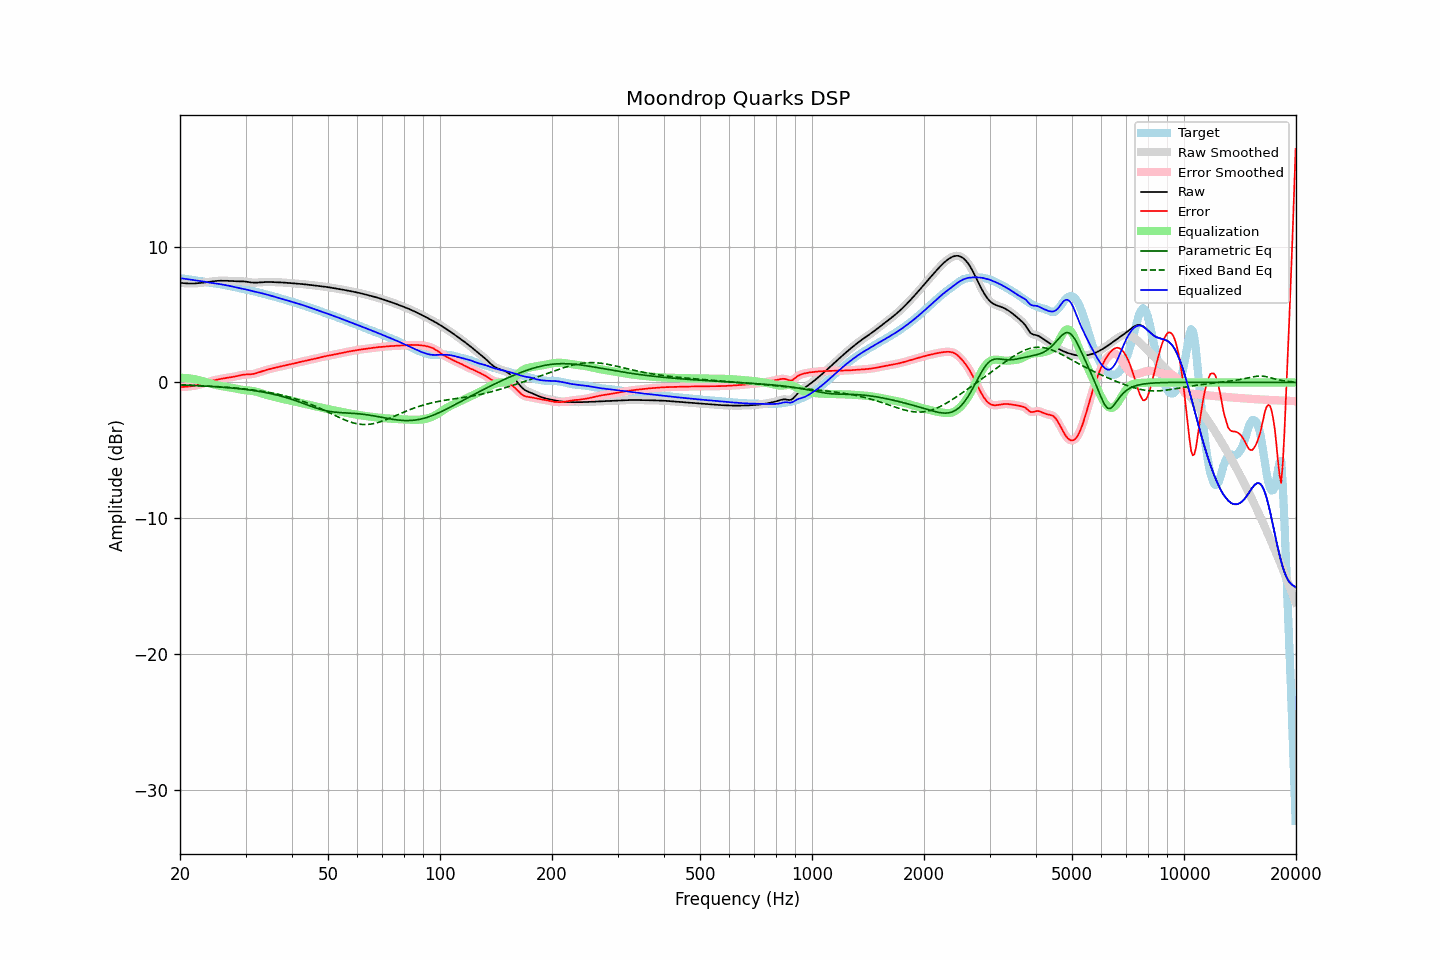 Moondrop Quarks DSP
Target
Raw Smoothed
Error Smoothed
Raw
Error
Equalization
Parametric Eq
Fixed Band Eq
Equalized
Amplitude (dBr)
10
0
−10
−20
−30
20 50 100 200 500 1000 2000 5000 10000 20000
Frequency (Hz)